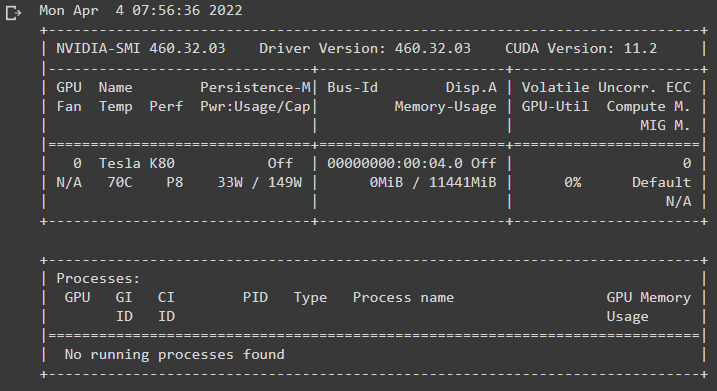 Mon Apr  4 07:56:36 2022
+-----------------------------------------------------------------------------+
| NVIDIA-SMI 460.32.03    Driver Version: 460.32.03    CUDA Version: 11.2     |
|-------------------------------+----------------------+----------------------+
| GPU  Name        Persistence-M| Bus-Id        Disp.A | Volatile Uncorr. ECC |
| Fan  Temp  Perf  Pwr:Usage/Cap|         Memory-Usage | GPU-Util  Compute M. |
|                               |                      |               MIG M. |
|===============================+======================+======================|
|   0  Tesla K80           Off  | 00000000:00:04.0 Off |                    0 |
| N/A   70C    P8    33W / 149W |      0MiB / 11441MiB |      0%      Default |
|                               |                      |                  N/A |
+-------------------------------+----------------------+----------------------+
+-----------------------------------------------------------------------------+
| Processes:                                                                  |
|  GPU   GI   CI        PID   Type   Process name                  GPU Memory |
|        ID   ID                                                   Usage      |
|=============================================================================|
|  No running processes found                                                 |
+-----------------------------------------------------------------------------+